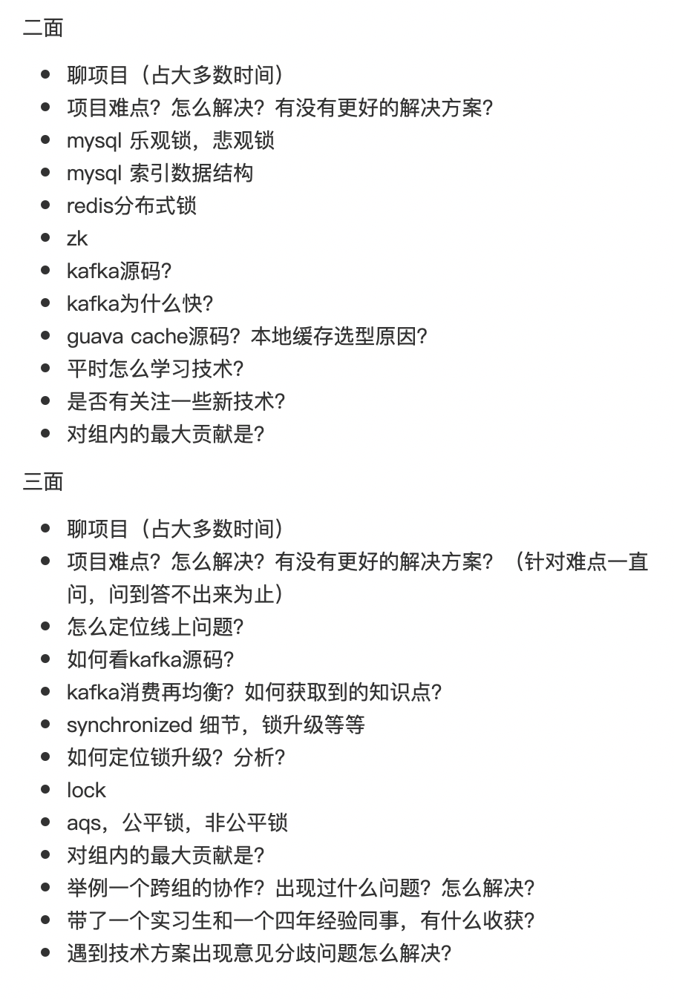 二面
聊项目（占大多数时间）
项目难点？怎么解决？有没有更好的解决方案？
mysql 乐观锁，悲观锁
mysql 索引数据结构
redis分布式锁
zk
kafka源码？
kafka为什么快？
guava cache源码？本地缓存选型原因？
平时怎么学习技术？
是否有关注一些新技术？
对组内的最大贡献是？
三面
聊项目（占大多数时间）
项目难点？怎么解决？有没有更好的解决方案？（针对难点一直
问，问到答不出来为止）
怎么定位线上问题？
如何看kafka源码？
kafka消费再均衡？如何获取到的知识点？
synchronized 细节，锁升级等等
如何定位锁升级？分析？
lock
aqs，公平锁，非公平锁
对组内的最大贡献是？
举例一个跨组的协作？出现过什么问题？怎么解决？
带了一个实习生和一个四年经验同事，有什么收获？
遇到技术方案出现意见分歧问题怎么解决？